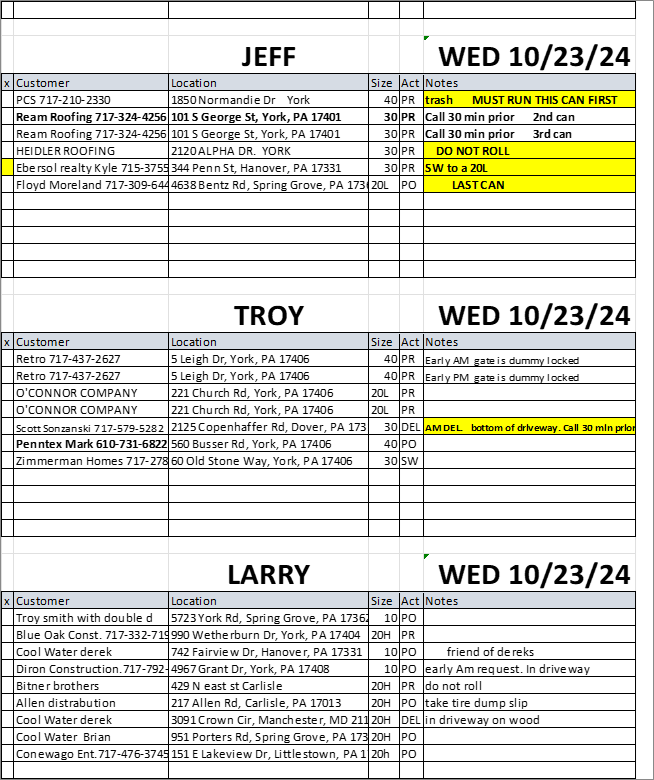 JEFF WED 10/23/24
x Customer Location Size Act Notes
PCS 717-210-2330 1850 Normandie Dr York 40 PR trash MUST RUN THIS CAN FIRST
Ream Roofing 717-324-4256 101 S George St, York, PA 17401 30 PR Call 30 min prior 2nd can
Ream Roofing 717-324-4256 101 S George St, York, PA 17401 30 PR Call 30 min prior 3rd can
HEIDLER ROOFING 2120 ALPHA DR. YORK 30 PR DO NOT ROLL
Ebersol realty Kyle 715-3755 344 Penn St, Hanover, PA 17331 30 PR SW to a 20L
Floyd Moreland 717-309-644 4638 Bentz Rd, Spring Grove, PA 1736 20L PO LAST CAN
TROY WED 10/23/24
x Customer Location Size Act Notes
Retro 717-437-2627 5 Leigh Dr, York, PA 17406 40 PR Early AM gate is dummy locked
Retro 717-437-2627 5 Leigh Dr, York, PA 17406 40 PR Early PM gate is dummy locked
O'CONNOR COMPANY 221 Church Rd, York, PA 17406 20L PR
O'CONNOR COMPANY 221 Church Rd, York, PA 17406 20L PR
Scott Sonzanski 717-579-5282 2125 Copenhaffer Rd, Dover, PA 173 30 DEL AM DEL. bottom of driveway. Call 30 min prior
Penntex Mark 610-731-6822 560 Busser Rd, York, PA 17406 40 PO
Zimmerman Homes 717-278 60 Old Stone Way, York, PA 17406 30 SW
LARRY WED 10/23/24
x Customer Location Size Act Notes
Troy smith with double d 5723 York Rd, Spring Grove, PA 17362 10 PO
Blue Oak Const. 717-332-719 990 Wetherburn Dr, York, PA 17404 20H PR
Cool Water derek 742 Fairview Dr, Hanover, PA 17331 10 PO friend of dereks
Diron Construction.717-792- 4967 Grant Dr, York, PA 17408 10 PO early Am request. In driveway
Bitner brothers 429 N east st Carlisle 20H PR do not roll
Allen distrabution 217 Allen Rd, Carlisle, PA 17013 20H PO take tire dump slip
Cool Water derek 3091 Crown Cir, Manchester, MD 211 20H DEL in driveway on wood
Cool Water Brian 951 Porters Rd, Spring Grove, PA 173 20H PO
Conewago Ent.717-476-3745 151 E Lakeview Dr, Littlestown, PA 1 20h PO